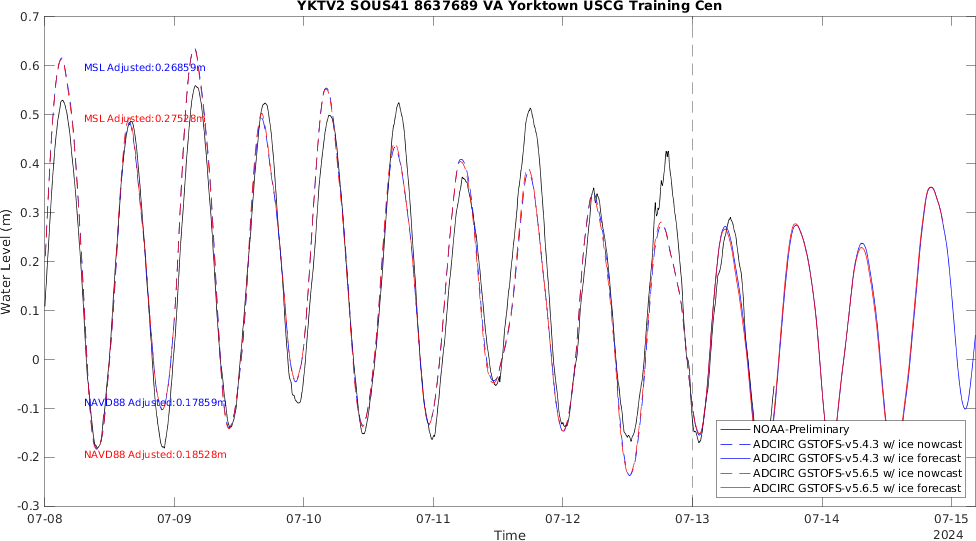 YKTV2 SOUS41 8637689 VA Yorktown USCG Training Cen
0.7
0.6
0.5
0.4
0.3
0.2
0.1
0
-0.1
-0.2
-0.3
Water Level (m)
MSL Adjusted:0.26859m
MSL Adjusted:0.27528m
NAVD88 Adjusted:0.17859m
NAVD88 Adjusted:0.18528m
NOAA-Preliminary
ADCIRC GSTOFS-v5.4.3 w/ ice nowcast
ADCIRC GSTOFS-v5.4.3 w/ ice forecast
ADCIRC GSTOFS-v5.6.5 w/ ice nowcast
ADCIRC GSTOFS-v5.6.5 w/ ice forecast
07-08 07-09 07-10 07-11 07-12 07-13 07-14 07-15
Time
2024